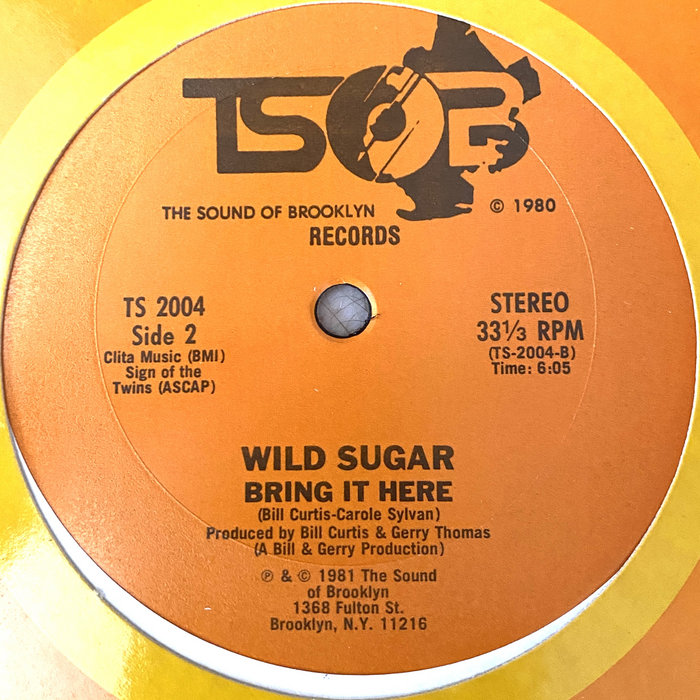 TSOB
THE SOUND OF BROOKLYN
RECORDS
© 1980
TS 2004
Side 2
Clita Music (BMI)
Sign of the
Twins (ASCAP)
STEREO
33⅓ RPM
(TS-2004-B)
Time: 6:05
WILD SUGAR
BRING IT HERE
(Bill Curtis-Carole Sylvan)
Produced by Bill Curtis & Gerry Thomas
(A Bill & Gerry Production)
℗ & © 1981 The Sound
of Brooklyn
1368 Fulton St.
Brooklyn, N.Y. 11216